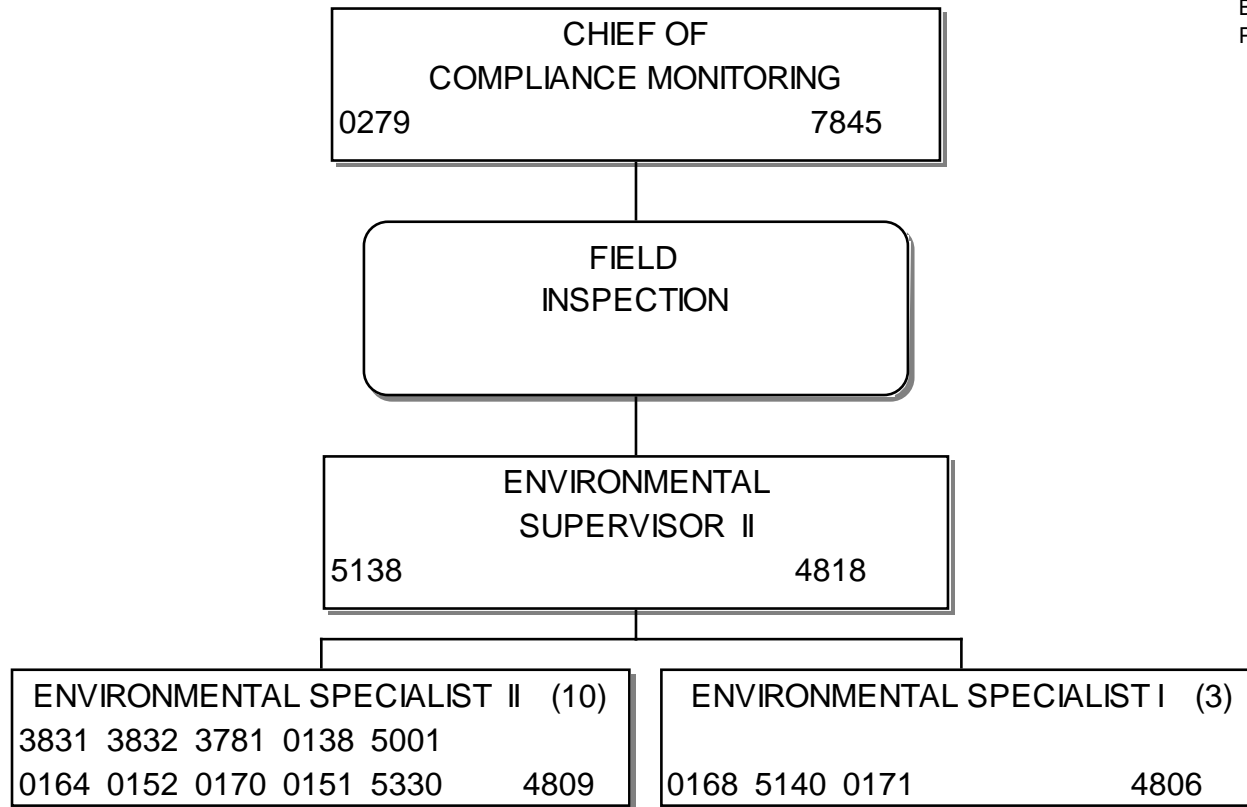 CHIEF OF
COMPLIANCE MONITORING
0279 7845
FIELD
INSPECTION
ENVIRONMENTAL
SUPERVISOR II
5138 4818
ENVIRONMENTAL SPECIALIST II (10)
3831 3832 3781 0138 5001
0164 0152 0170 0151 5330 4809
ENVIRONMENTAL SPECIALIST I (3)
0168 5140 0171 4806